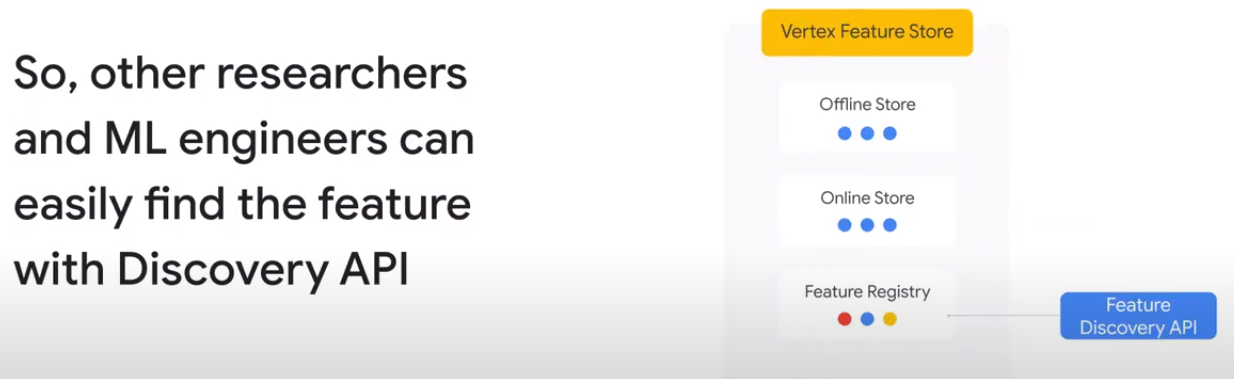 So, other researchers
and ML engineers can
easily find the feature
with Discovery API
Vertex Feature Store
Offline Store
Online Store
Feature Registry
Feature
Discovery API